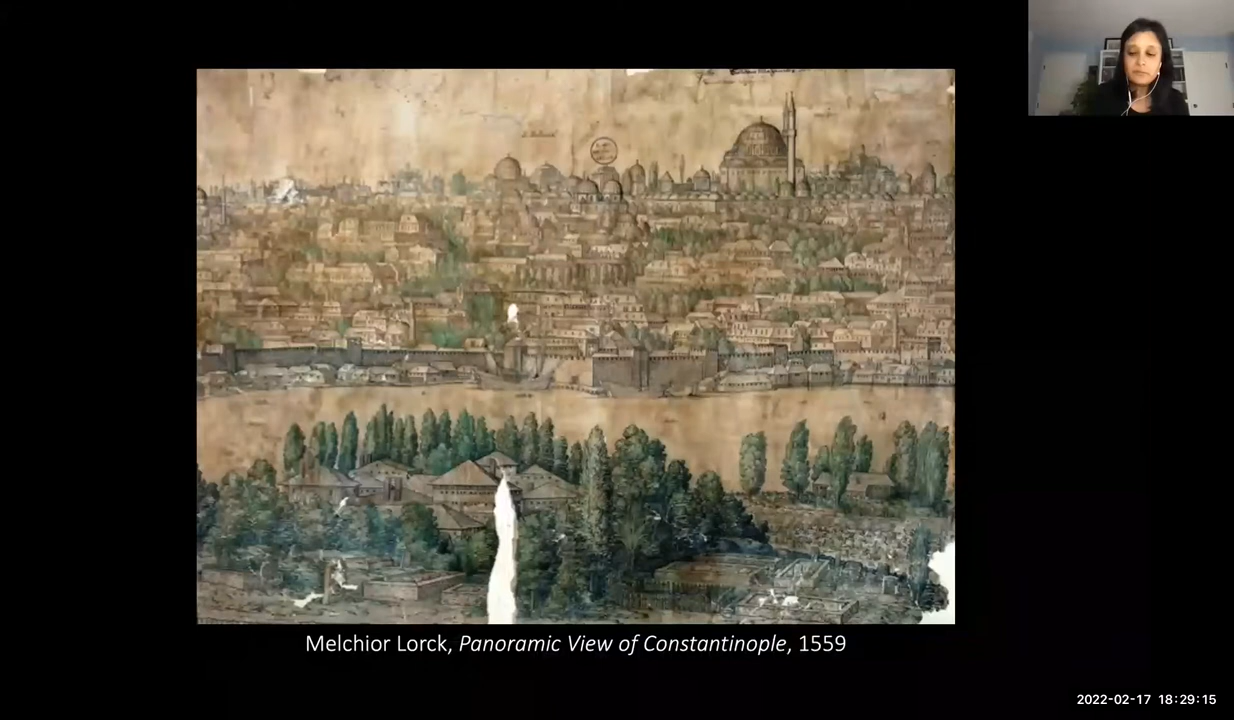 Melchior Lorck, Panoramic View of Constantinople, 1559
2022-02-17 18:29:15